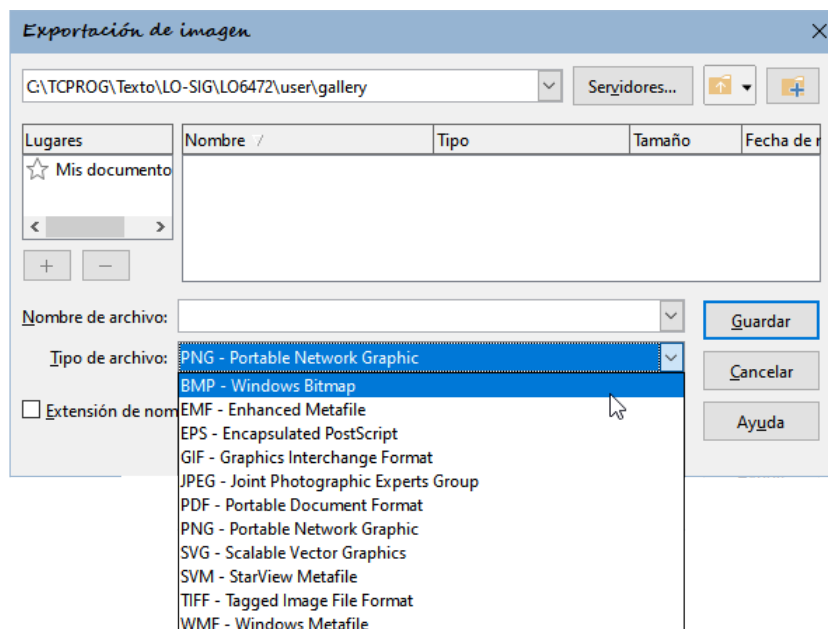 Exportación de imagen
C:\TCPROG\Texto\LO-SIG\LO6472\user\gallery
Servidores...
Lugares
Nombre
Tipo
Tamaño
Fecha de
Mis documento
Nombre de archivo:
Guardar
Tipo de archivo:
PNG - Portable Network Graphic
Cancelar
BMP - Windows Bitmap
Extensión de nom
EMF - Enhanced Metafile
Ayuda
EPS - Encapsulated PostScript
GIF - Graphics Interchange Format
JPEG - Joint Photographic Experts Group
PDF - Portable Document Format
PNG - Portable Network Graphic
SVG - Scalable Vector Graphics
SVM - StarView Metafile
TIFF - Tagged Image File Format
WMF - Windows Metafile